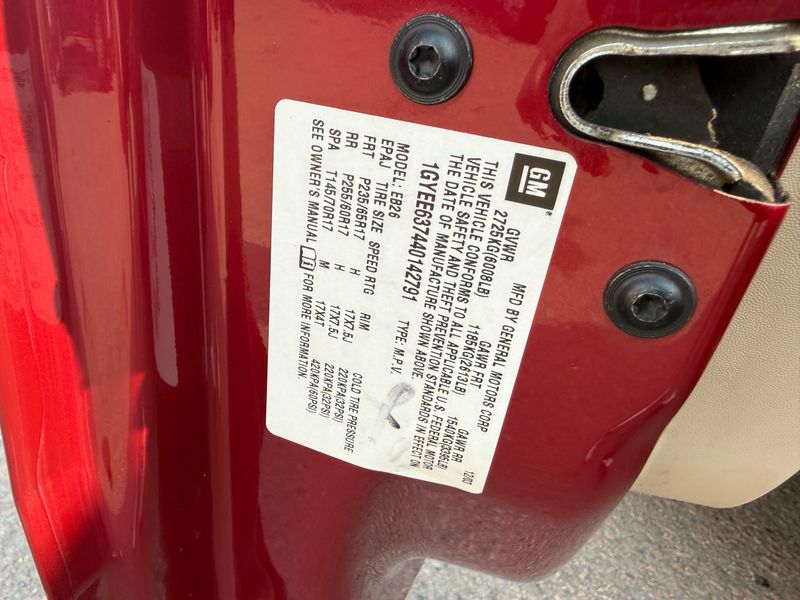 GM
MFD BY GENERAL MOTORS CORP 12/03
GVWR GAWR FRT GAWR RR
2725KG(6008LB) 1185KG(2613LB) 1540KG(3395LB)
THIS VEHICLE CONFORMS TO ALL APPLICABLE U.S. FEDERAL MOTOR
VEHICLE SAFETY AND THEFT PREVENTION STANDARDS IN EFFECT ON
THE DATE OF MANUFACTURE SHOWN ABOVE.
1GYEE637440142791 TYPE: M.P.V.
MODEL: EB26
EPAJ TIRE SIZE SPEED RTG RIM COLD TIRE PRESSURE
FRT P235/65R17 H 17X7.5J 220KPA(32PSI)
RR P255/60R17 H 17X7.5J 220KPA(32PSI)
SPA T145/70R17 M 17X4T 420KPA(60PSI)
SEE OWNER'S MANUAL FOR MORE INFORMATION.